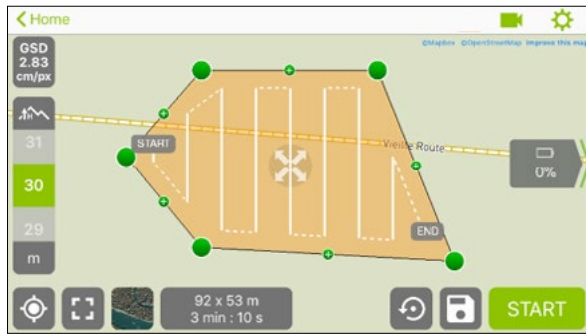 Home
©Mapbox ©OpenStreetMap Improve this map
GSD
2.83
cm/px
31
30
29
m
START
Vieille Route
0%
END
92 x 53 m
3 min : 10 s
START